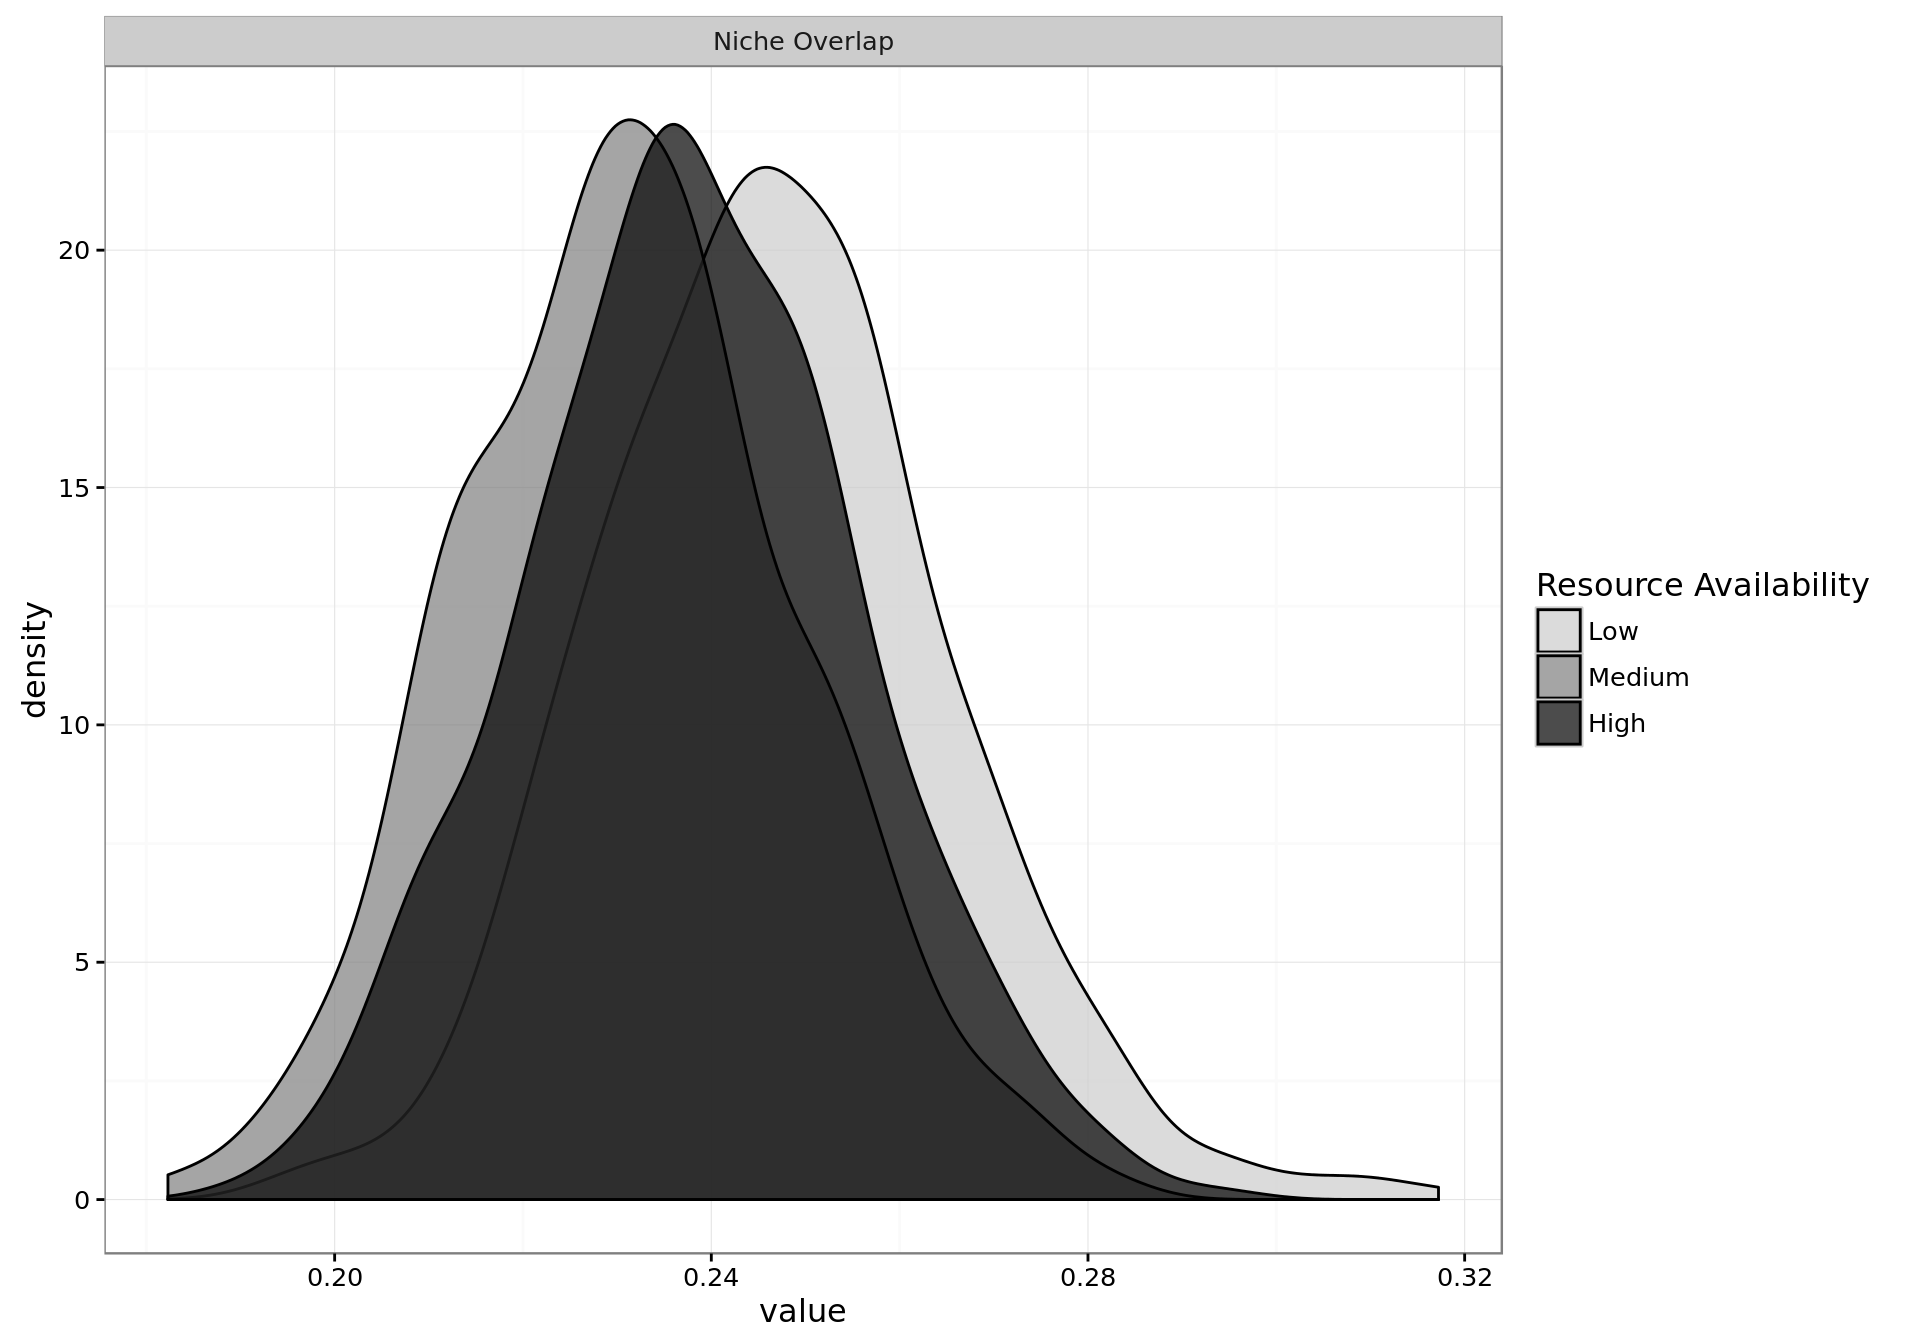 Niche Overlap
density
20
15
10
5
0
0.20
0.24
0.28
0.32
value
Resource Availability
Low
Medium
High